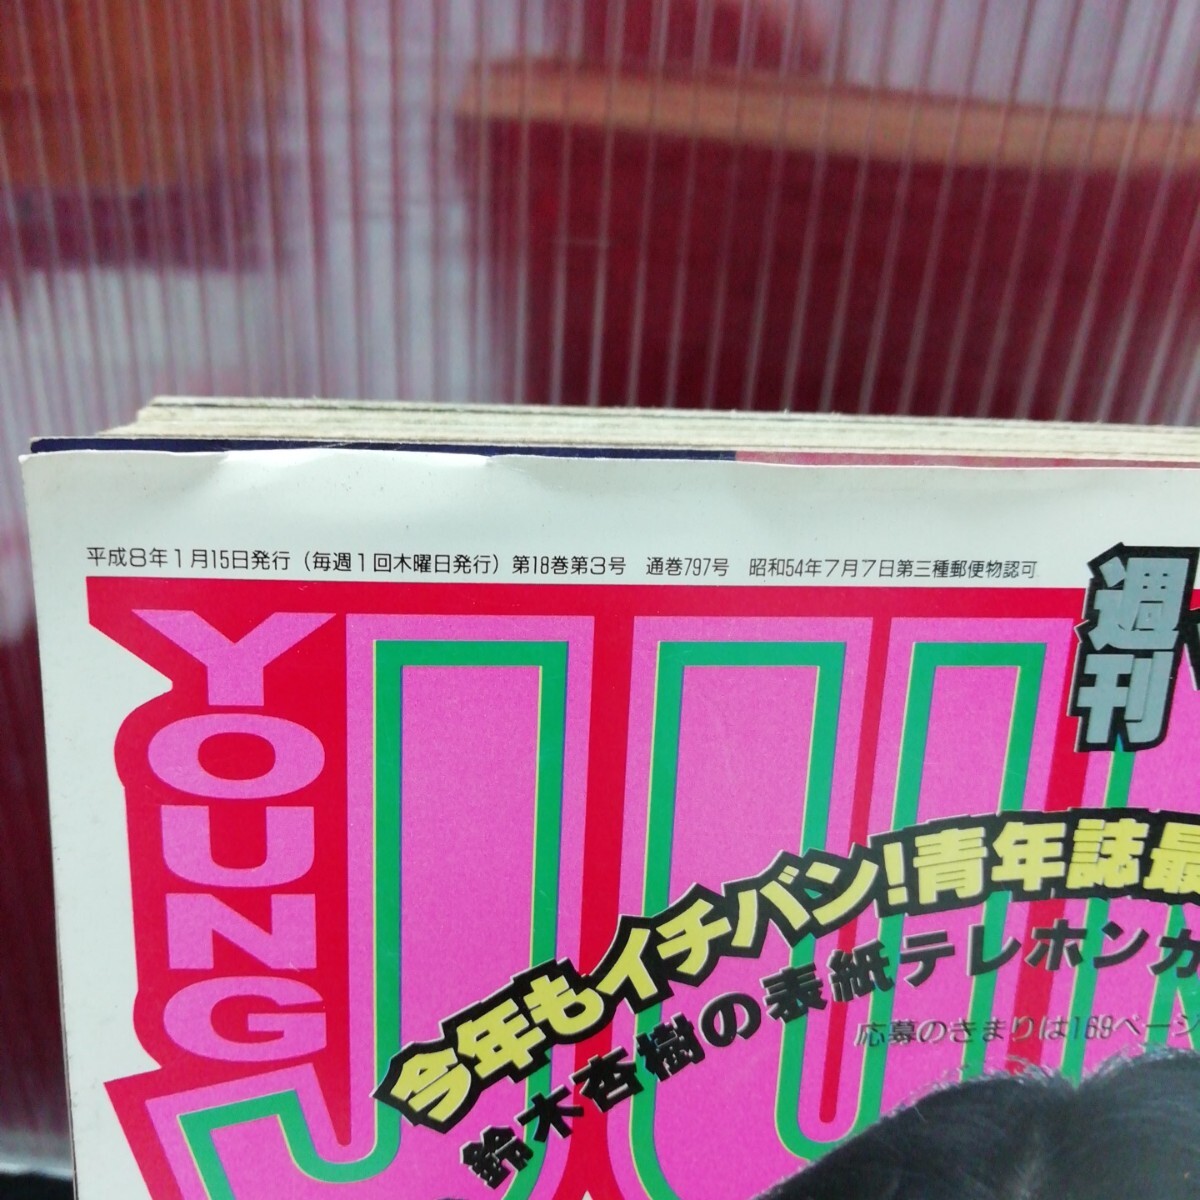 平成8年1月15日発行（毎週1回木曜日発行）第18巻第3号　通巻797号　昭和54年7月7日第三種郵便物認可
週刊
YOUNG
JU
今年もイチバン!青年誌最
鈴木杏樹の表紙テレホンカ
応募のきまりは169ページ